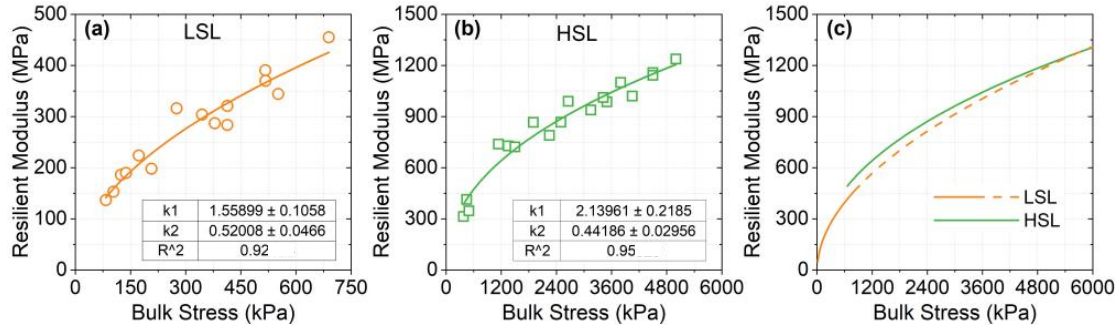 (a) LSL
Resilient Modulus (MPa)
500
400
300
200
100
0
0 150 300 450 600 750
Bulk Stress (kPa)
k1 1.55899 ± 0.1058
k2 0.52008 ± 0.0466
R^2 0.92
(b) HSL
Resilient Modulus (MPa)
1500
1200
900
600
300
0
0 1200 2400 3600 4800 6000
Bulk Stress (kPa)
k1 2.13961 ± 0.2185
k2 0.44186 ± 0.02956
R^2 0.95
(c)
Resilient Modulus (MPa)
1500
1200
900
600
300
0
0 1200 2400 3600 4800 6000
Bulk Stress (kPa)
LSL
HSL